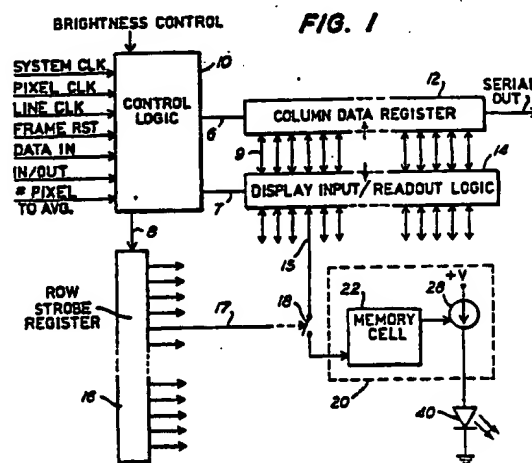 BRIGHTNESS CONTROL
FIG. 1
SYSTEM CLK
PIXEL CLK
LINE CLK
FRAME RST
DATA IN
IN/OUT
# PIXEL
TO AVG.
10
CONTROL
LOGIC
6
7
8
12
COLUMN DATA REGISTER
SERIAL
OUT
9
14
DISPLAY INPUT/READOUT LOGIC
15
ROW
STROBE
REGISTER
16
17
18
22
MEMORY
CELL
+V
28
20
40